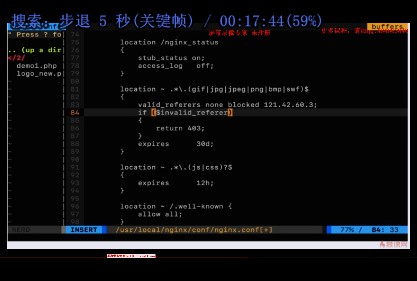 搜索: 步退 5 秒(关键帧) / 00:17:44(59%)
buffers
" Press ? fo
.. (up a dir
</2/
demo1.php
logo_new.p
74
75 location /nginx_status
76 {
77 stub_status on;
78 access_log off;
79 }
80
81 location ~ .*\.(gif|jpg|jpeg|png|bmp|swf)$
82 {
83 valid_referers none blocked 121.42.60.3;
84 if ($invalid_referer)
85 {
86 return 403;
87 }
88 expires 30d;
89 }
90
91 location ~ .*\.(js|css)?$
92 {
93 expires 12h;
94 }
95
96 location ~ /.well-known {
97 allow all;
98 }
INSERT /usr/local/nginx/conf/nginx.conf[+] 77% / 84: 33